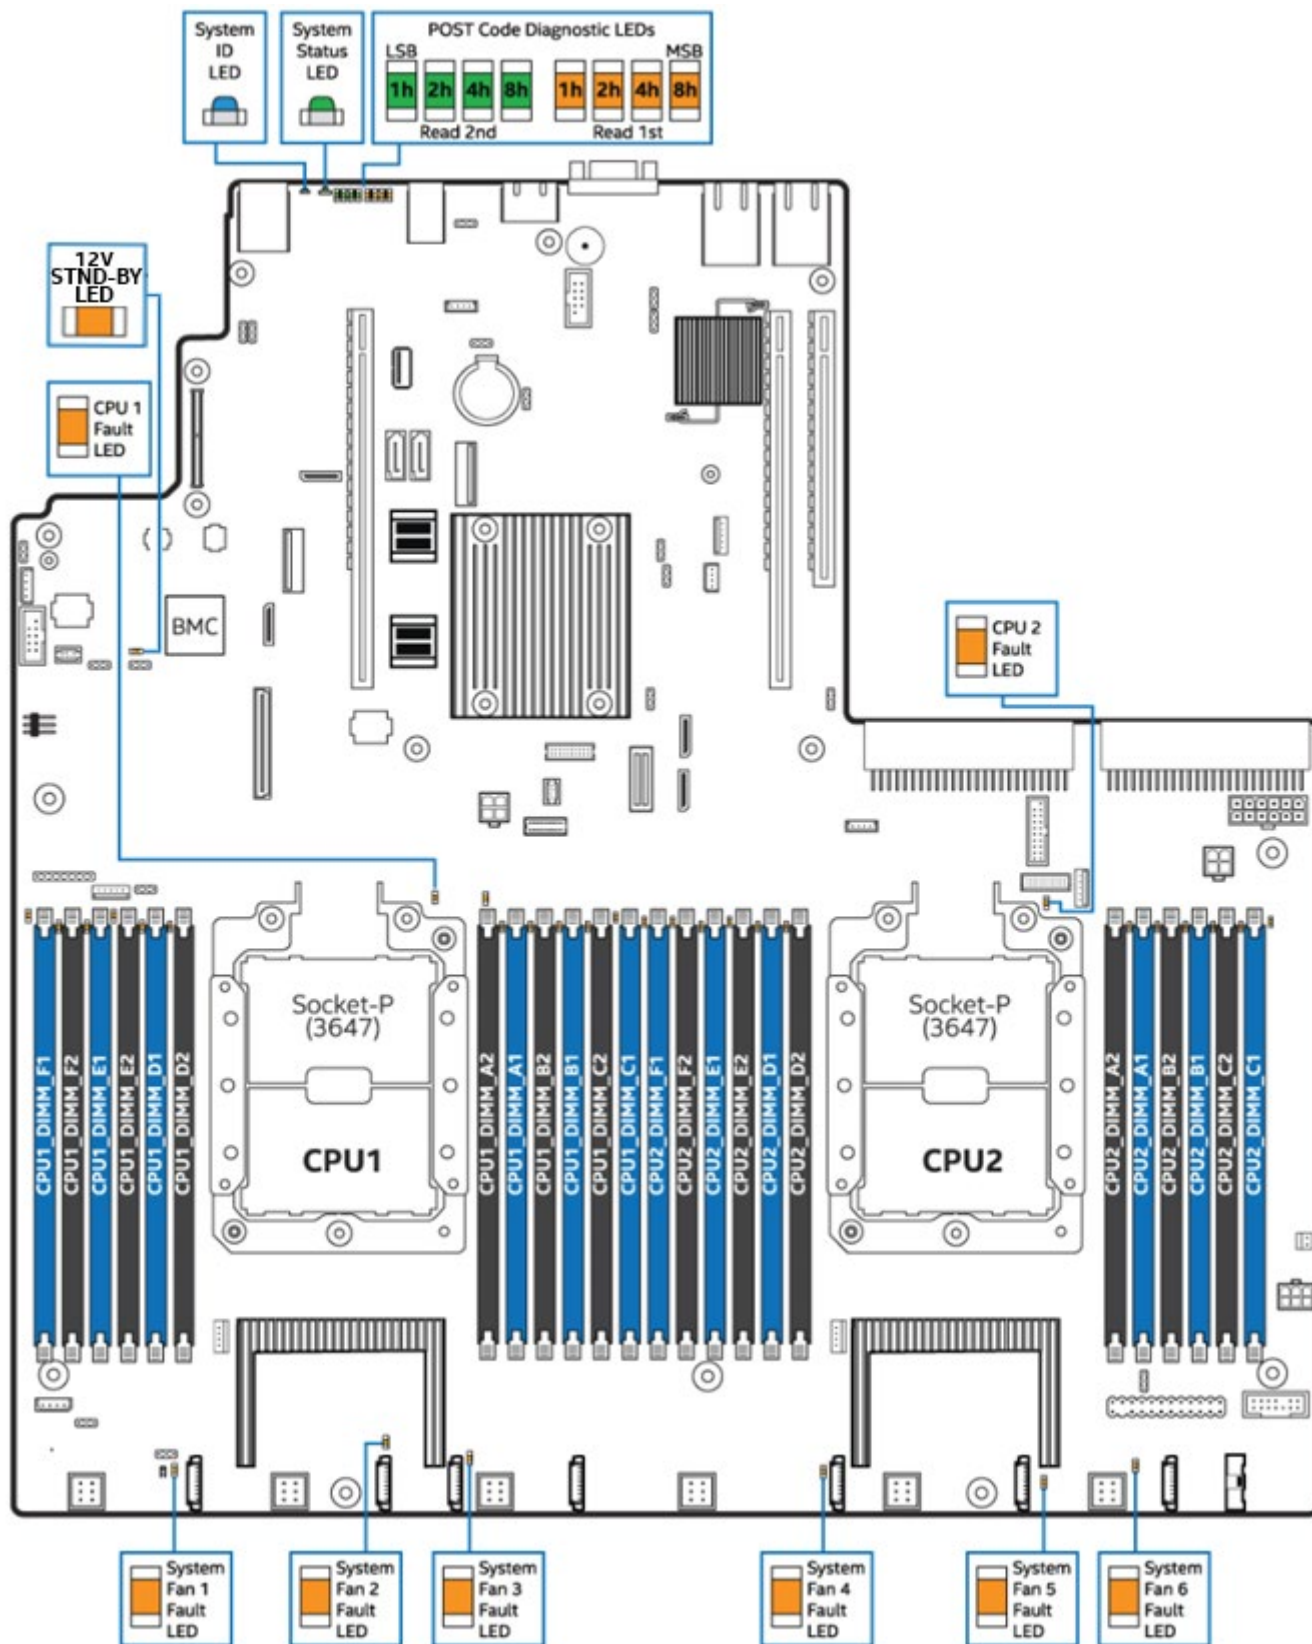 System
ID
LED
System
Status
LED
POST Code Diagnostic LEDs
LSB
MSB
1h 2h 4h 8h
1h 2h 4h 8h
Read 2nd
Read 1st
12V
STND-BY
LED
CPU 1
Fault
LED
BMC
CPU 2
Fault
LED
CPU1_DIMM_F1
CPU1_DIMM_F2
CPU1_DIMM_E1
CPU1_DIMM_E2
CPU1_DIMM_D1
CPU1_DIMM_D2
Socket-P
(3647)
CPU1
CPU1_DIMM_A2
CPU1_DIMM_A1
CPU1_DIMM_B2
CPU1_DIMM_B1
CPU1_DIMM_C2
CPU1_DIMM_C1
CPU2_DIMM_F1
CPU2_DIMM_F2
CPU2_DIMM_E1
CPU2_DIMM_E2
CPU2_DIMM_D1
CPU2_DIMM_D2
Socket-P
(3647)
CPU2
CPU2_DIMM_A2
CPU2_DIMM_A1
CPU2_DIMM_B2
CPU2_DIMM_B1
CPU2_DIMM_C2
CPU2_DIMM_C1
System
Fan 1
Fault
LED
System
Fan 2
Fault
LED
System
Fan 3
Fault
LED
System
Fan 4
Fault
LED
System
Fan 5
Fault
LED
System
Fan 6
Fault
LED